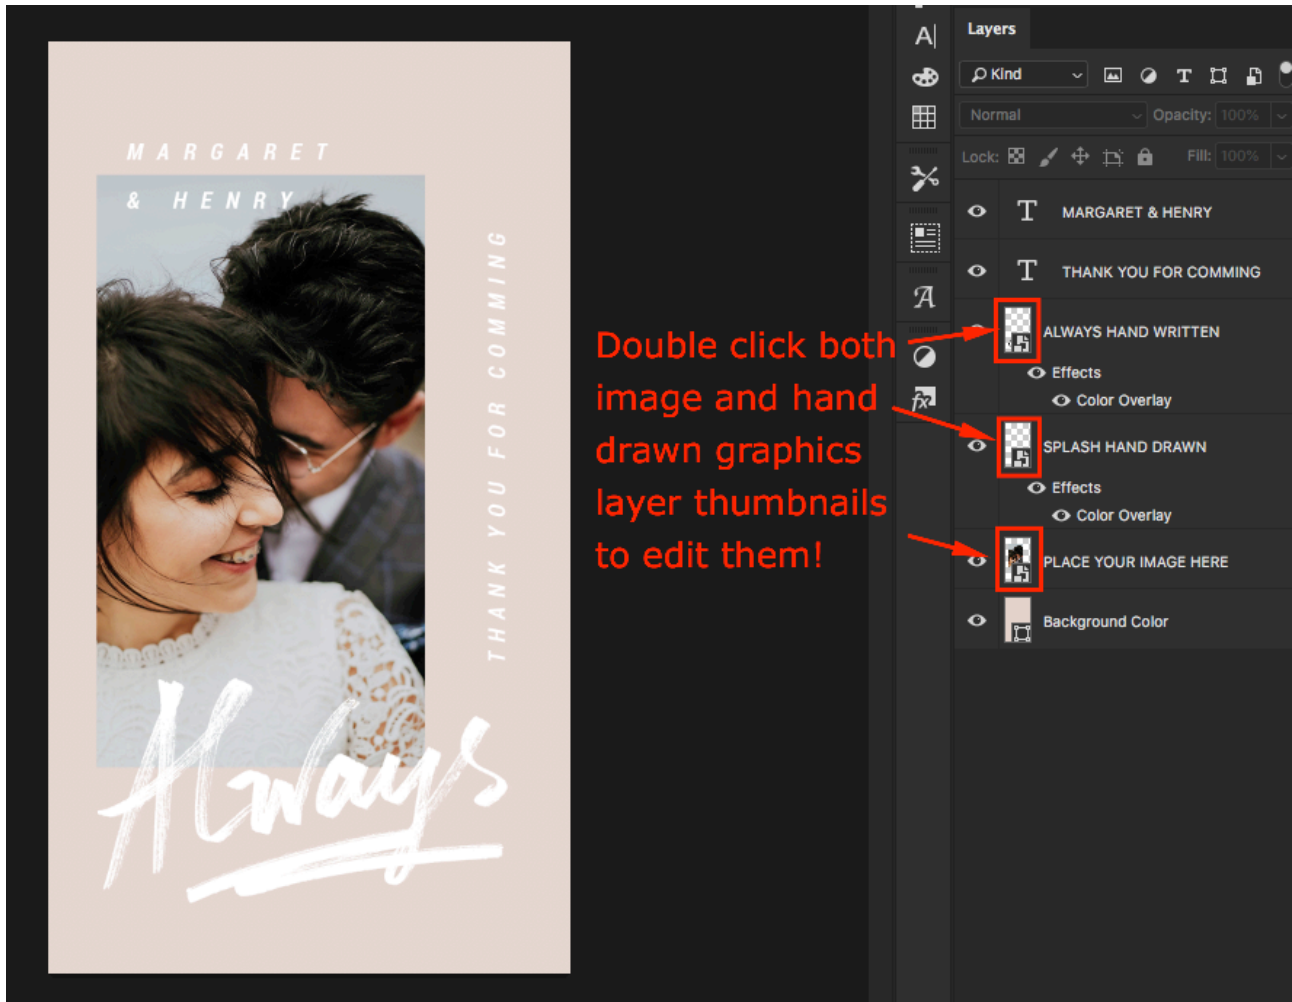 MARGARET
& HENRY
THANK YOU FOR COMMING
Always
Double click both
image and hand
drawn graphics
layer thumbnails
to edit them!
A|
A
fx
Layers
Kind
T
Normal
Opacity: 100%
Lock:
Fill: 100%
T MARGARET & HENRY
T THANK YOU FOR COMMING
ALWAYS HAND WRITTEN
Effects
Color Overlay
SPLASH HAND DRAWN
Effects
Color Overlay
PLACE YOUR IMAGE HERE
Background Color